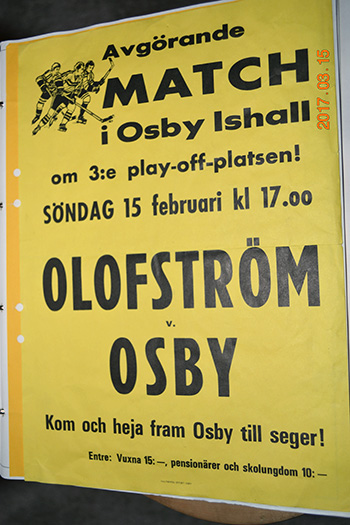 Avgörande
MATCH
i Osby Ishall
om 3:e play-off-platsen!
SÖNDAG 15 februari kl 17.00
OLOFSTRÖM
v.
OSBY
Kom och heja fram Osby till seger!
Entre: Vuxna 15:—, pensionärer och skolungdom 10:—
2017.03.15